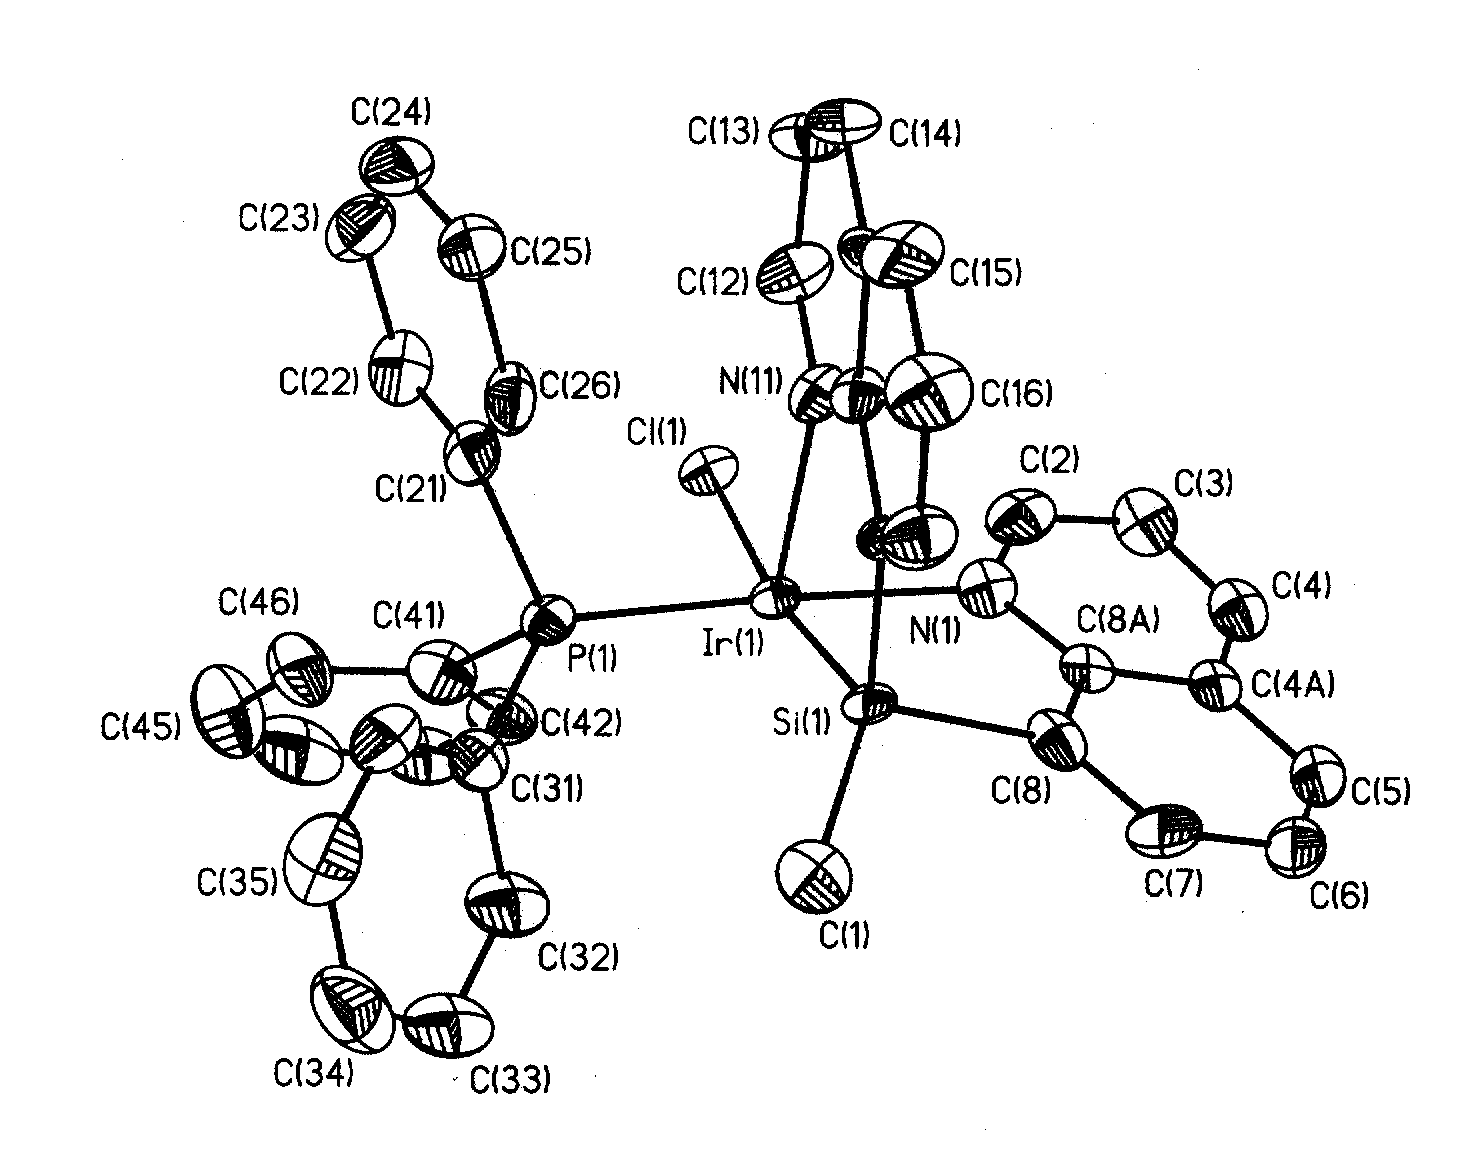 C(24)
C(13)
C(14)
C(23)
C(25)
C(12)
C(15)
C(22)
C(26)
N(11)
C(16)
Cl(1)
C(2)
C(3)
C(21)
C(46)
C(41)
C(4)
P(1)
Ir(1)
N(1)
C(8A)
C(4A)
C(45)
C(42)
Si(1)
C(31)
C(8)
C(5)
C(35)
C(7)
C(6)
C(1)
C(32)
C(34)
C(33)